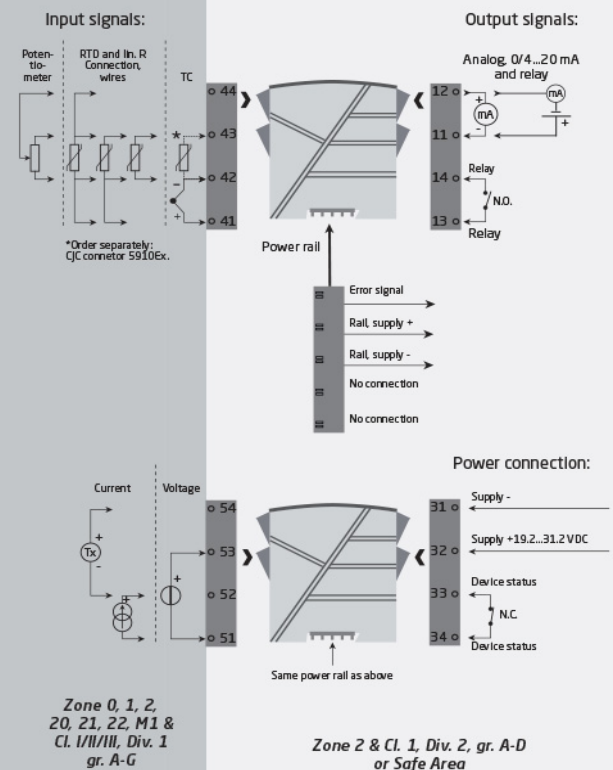 Input signals:
Output signals:
Poten-
tio-
meter
RTD and lin. R
Connection,
wires
TC
Analog, 0/4...20 mA
and relay
44
43
42
41
*
–
+
*Order separately:
CJC connetor 5910Ex.
12
11
14
13
+
mA
-
mA
+
Relay
N.O.
Relay
Power rail
Error signal
Rail, supply +
Rail, supply -
No connection
No connection
Power connection:
Current
Voltage
Tx
+
-
+
+
54
53
52
51
31
32
33
34
Supply -
Supply +19.2...31.2 VDC
Device status
N.C.
Device status
Same power rail as above
Zone 0, 1, 2,
20, 21, 22, M1 &
Cl. I/II/III, Div. 1
gr. A-G
Zone 2 & Cl. 1, Div. 2, gr. A-D
or Safe Area